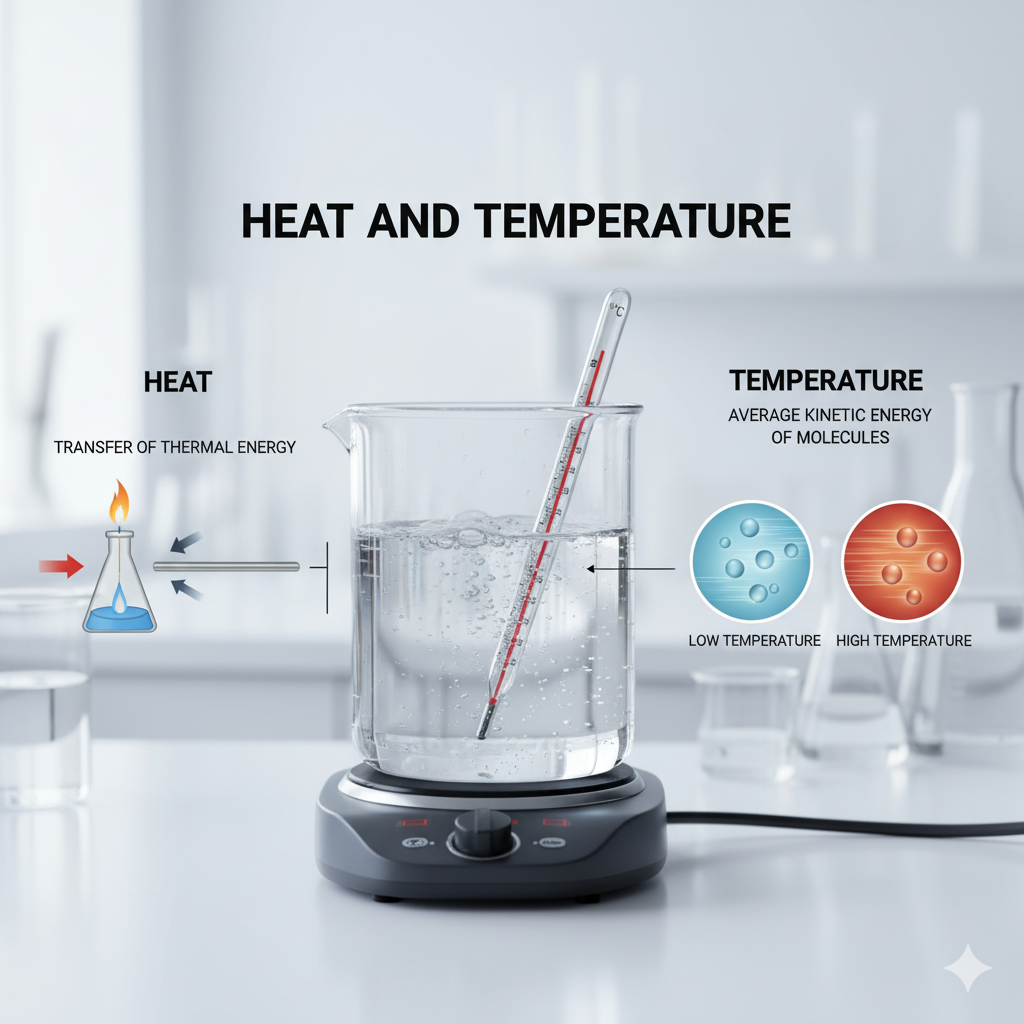 HEAT AND TEMPERATURE
HEAT
TRANSFER OF THERMAL ENERGY
TEMPERATURE
AVERAGE KINETIC ENERGY
OF MOLECULES
LOW TEMPERATURE
HIGH TEMPERATURE
°C